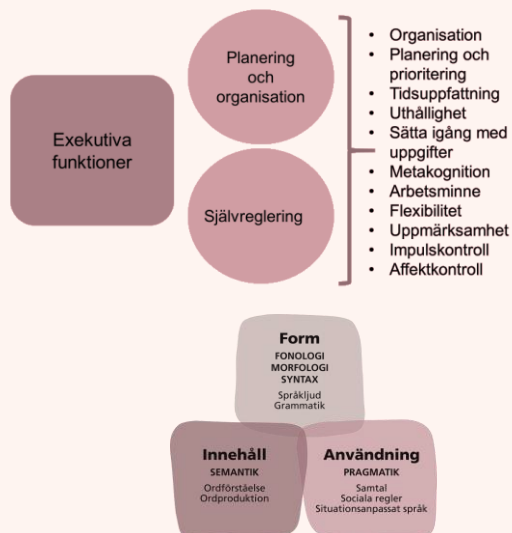 Exekutiva
funktioner
Planering
och
organisation
Självreglering
• Organisation
• Planering och
prioritering
• Tidsuppfattning
• Uthållighet
• Sätta igång med
uppgifter
• Metakognition
• Arbetsminne
• Flexibilitet
• Uppmärksamhet
• Impulskontroll
• Affektkontroll
Form
FONOLOGI
MORFOLOGI
SYNTAX
Språkljud
Grammatik
Innehåll
SEMANTIK
Ordförståelse
Ordproduktion
Användning
PRAGMATIK
Samtal
Sociala regler
Situationsanpassat språk